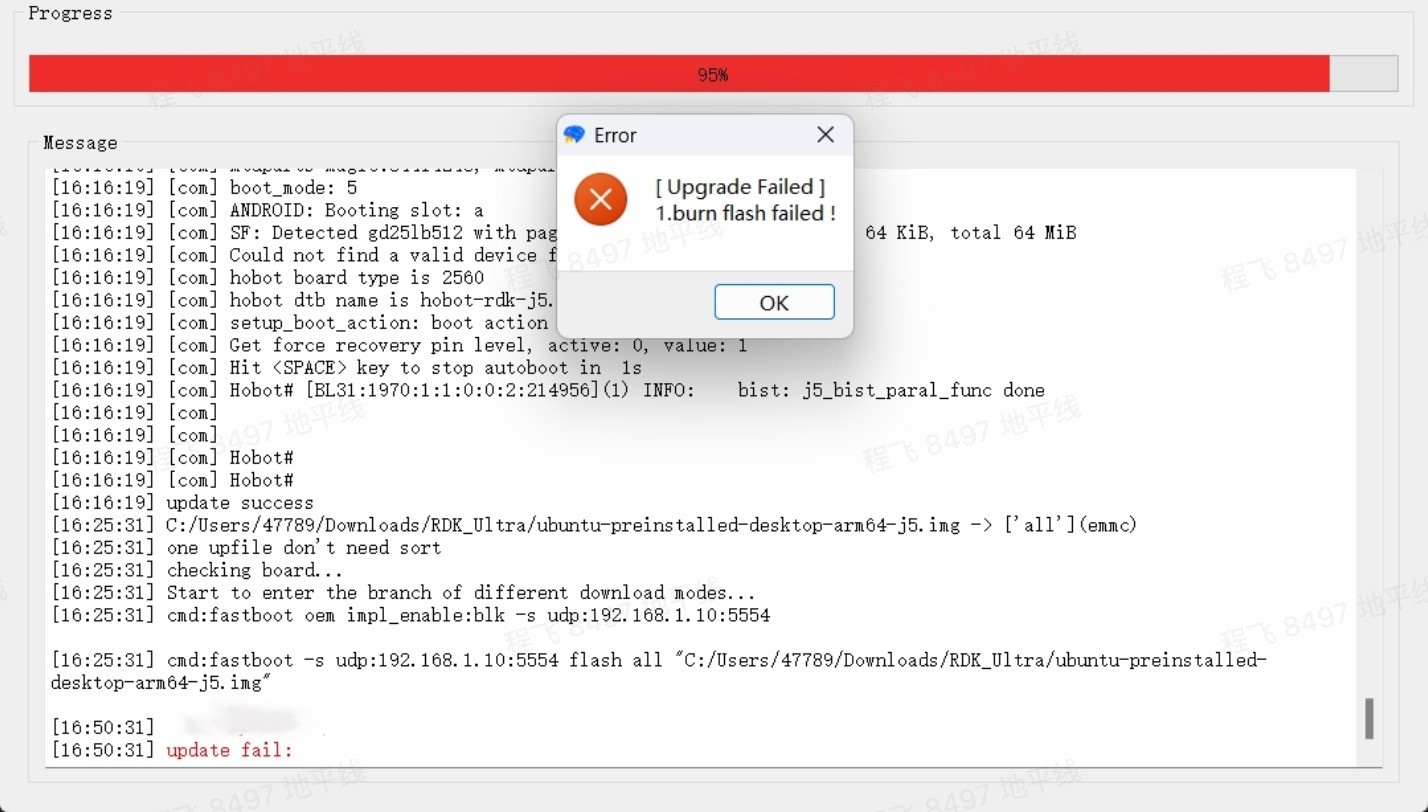 Progress
95%
Message
[16:16:19] [com] boot_mode: 5
[16:16:19] [com] ANDROID: Booting slot: a
[16:16:19] [com] SF: Detected gd25lb512 with pag 64 KiB, total 64 MiB
[16:16:19] [com] Could not find a valid device f
[16:16:19] [com] hobot board type is 2560
[16:16:19] [com] hobot dtb name is hobot-rdk-j5.
[16:16:19] [com] setup_boot_action: boot action
[16:16:19] [com] Get force recovery pin level, active: 0, value: 1
[16:16:19] [com] Hit <SPACE> key to stop autoboot in  1s
[16:16:19] [com] Hobot# [BL31:1970:1:1:0:0:2:214956](1) INFO:    bist: j5_bist_paral_func done
[16:16:19] [com]
[16:16:19] [com]
[16:16:19] [com] Hobot#
[16:16:19] [com] Hobot#
[16:16:19] update success
[16:25:31] C:/Users/47789/Downloads/RDK_Ultra/ubuntu-preinstalled-desktop-arm64-j5.img -> ['all'](emmc)
[16:25:31] one upfile don't need sort
[16:25:31] checking board...
[16:25:31] Start to enter the branch of different download modes...
[16:25:31] cmd:fastboot oem impl_enable:blk -s udp:192.168.1.10:5554
[16:25:31] cmd:fastboot -s udp:192.168.1.10:5554 flash all "C:/Users/47789/Downloads/RDK_Ultra/ubuntu-preinstalled-
desktop-arm64-j5.img"
[16:50:31]
[16:50:31] update fail:
Error
[ Upgrade Failed ]
1.burn flash failed !
OK
程飞 8497 地平线